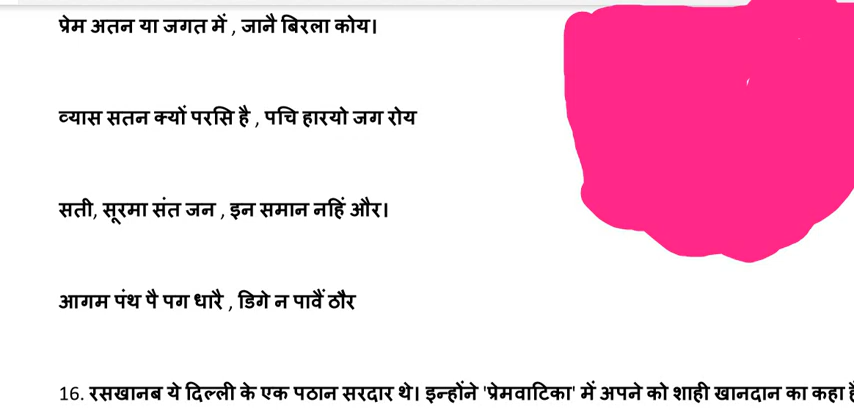 प्रेम अतन या जगत में , जानै बिरला कोय।
व्यास सतन क्यों परसि है , पचि हारयो जग रोय
सती, सूरमा संत जन , इन समान नहिं और।
आगम पंथ पै पग धारै , डिगे न पावैं ठौर
16. रसखानब ये दिल्ली के एक पठान सरदार थे। इन्होंने 'प्रेमवाटिका' में अपने को शाही खानदान का कहा है